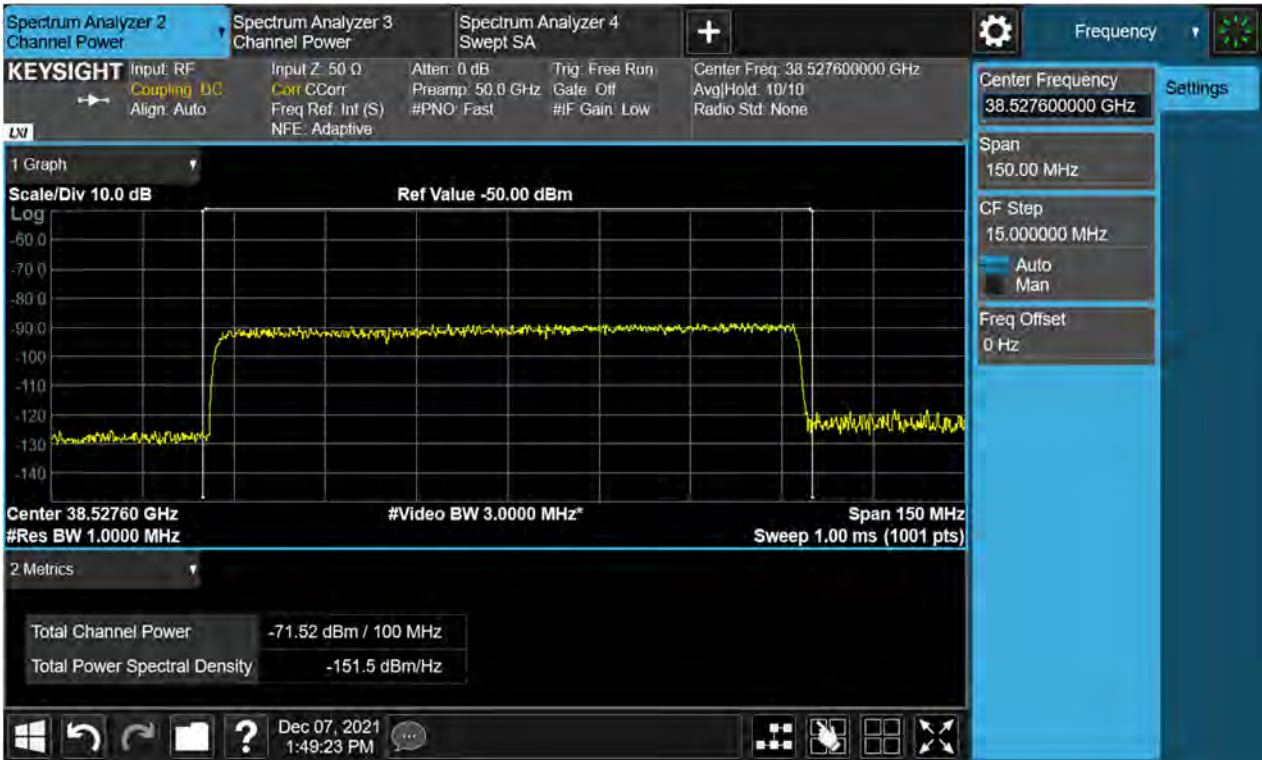 Spectrum Analyzer 2
Channel Power
Spectrum Analyzer 3
Channel Power
Spectrum Analyzer 4
Swept SA
+
Frequency
KEYSIGHT
LXI
Input: RF
Coupling: DC
Align: Auto
Input Z: 50 Ω
Corr CCorr
Freq Ref: Int (S)
NFE: Adaptive
Atten: 0 dB
Preamp: 50.0 GHz
#PNO: Fast
Trig: Free Run
Gate: Off
#IF Gain: Low
Center Freq: 38.527600000 GHz
Avg|Hold: 10/10
Radio Std: None
Center Frequency
38.527600000 GHz
Settings
Span
150.00 MHz
CF Step
15.000000 MHz
Auto
Man
Freq Offset
0 Hz
1 Graph
Scale/Div 10.0 dB
Ref Value -50.00 dBm
Log
-60.0
-70.0
-80.0
-90.0
-100
-110
-120
-130
-140
Center 38.52760 GHz
#Video BW 3.0000 MHz*
Span 150 MHz
#Res BW 1.0000 MHz
Sweep 1.00 ms (1001 pts)
2 Metrics
Total Channel Power -71.52 dBm / 100 MHz
Total Power Spectral Density -151.5 dBm/Hz
?
Dec 07, 2021
1:49:23 PM